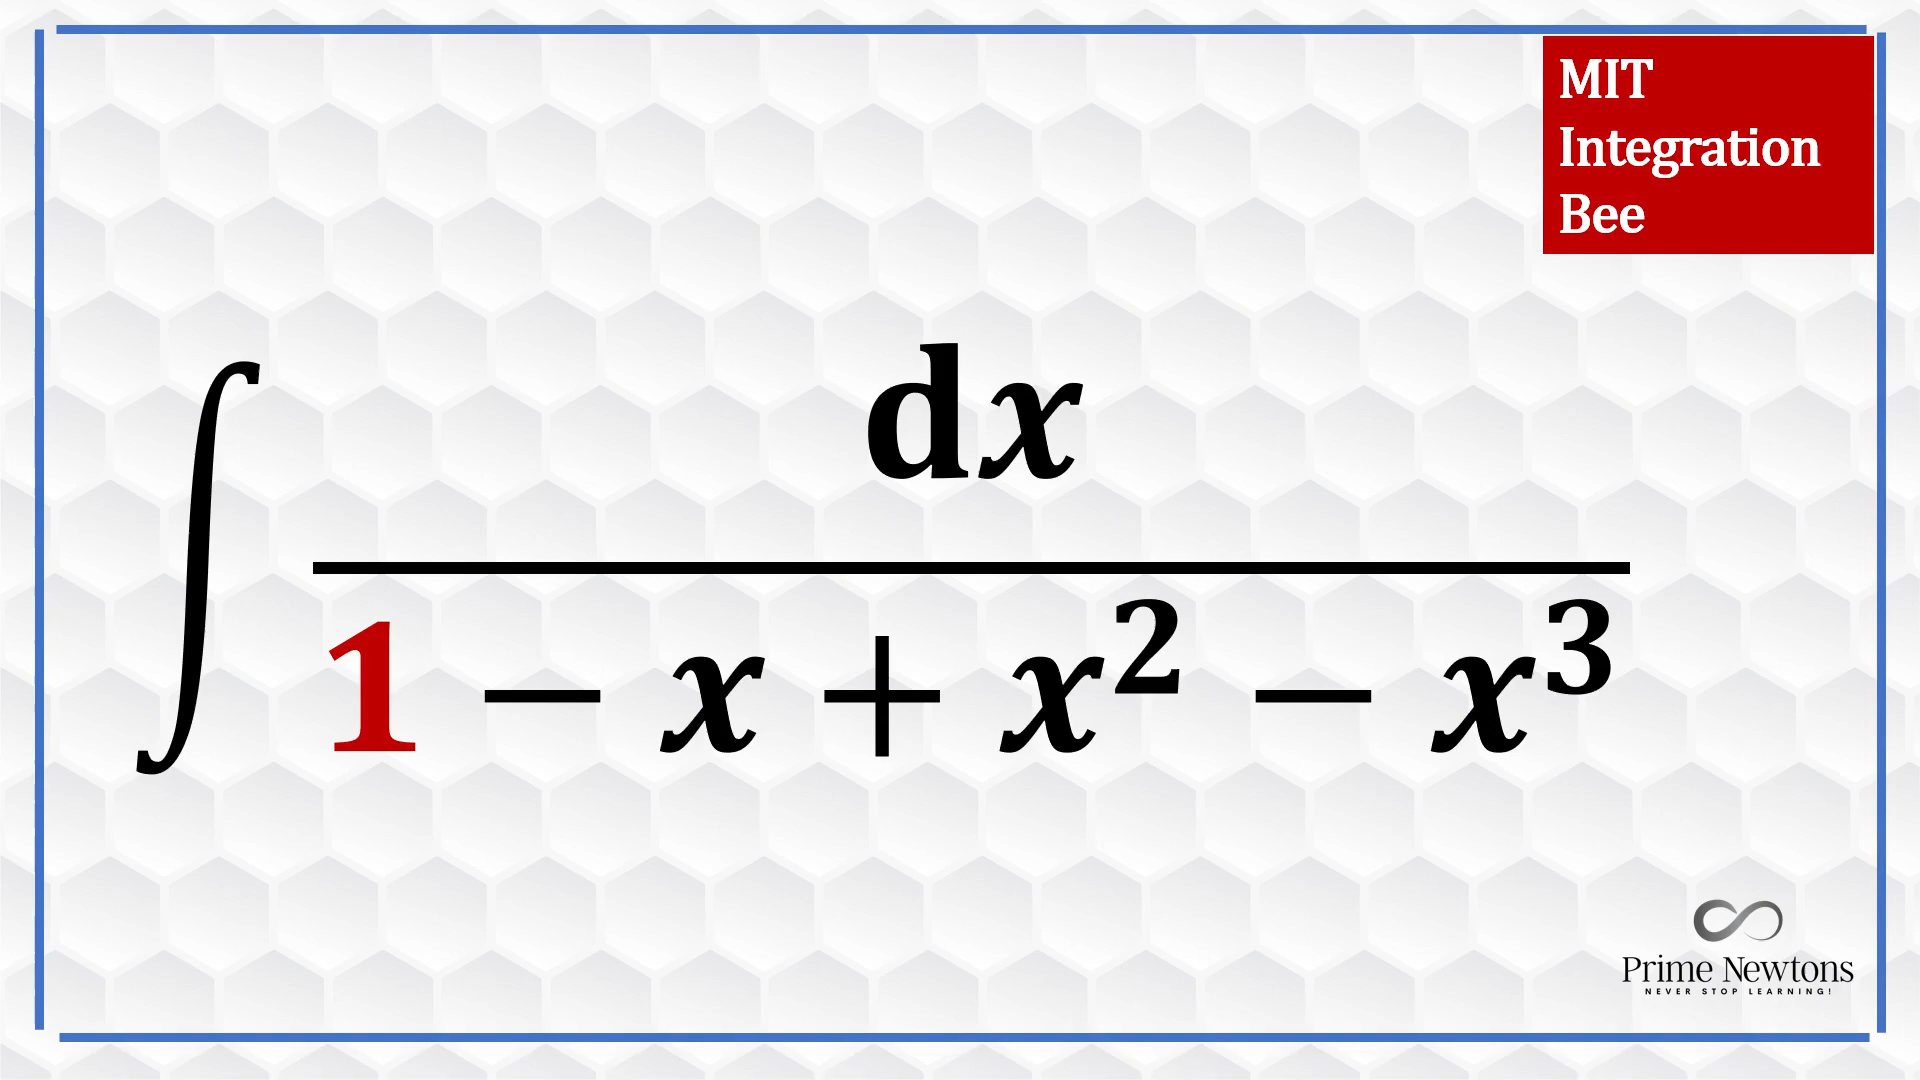 MIT
Integration
Bee
∫ dx
1 − x + x² − x³
Prime Newtons
NEVER STOP LEARNING!